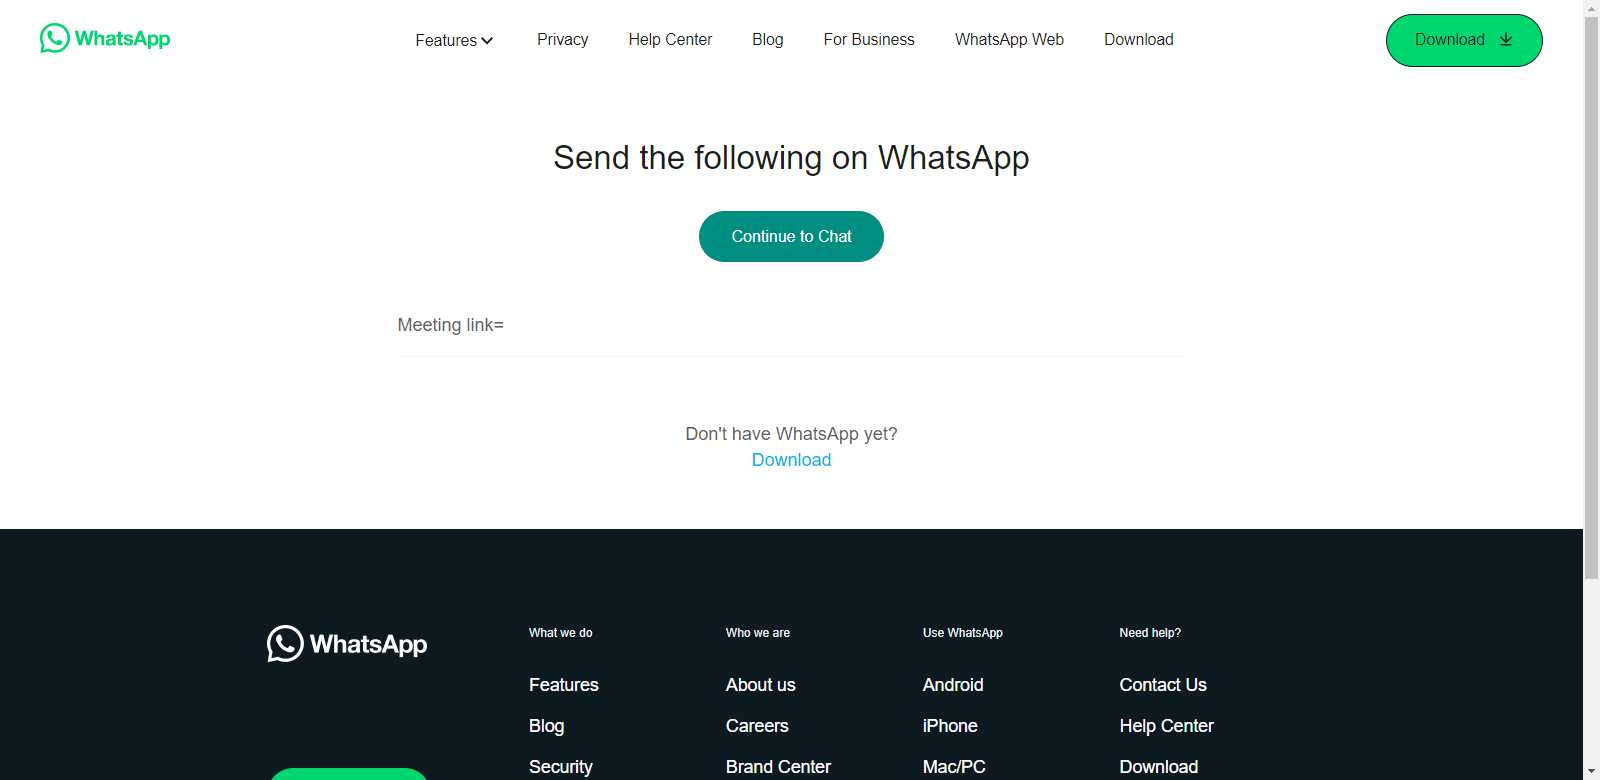 WhatsApp
Features
Privacy
Help Center
Blog
For Business
WhatsApp Web
Download
Download
Send the following on WhatsApp
Continue to Chat
Meeting link=
Don't have WhatsApp yet?
Download
WhatsApp
What we do
Features
Blog
Security
Who we are
About us
Careers
Brand Center
Use WhatsApp
Android
iPhone
Mac/PC
Need help?
Contact Us
Help Center
Download